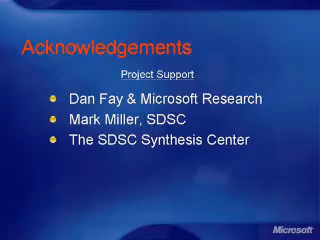 Acknowledgements
Project Support
Dan Fay & Microsoft Research
Mark Miller, SDSC
The SDSC Synthesis Center
Microsoft